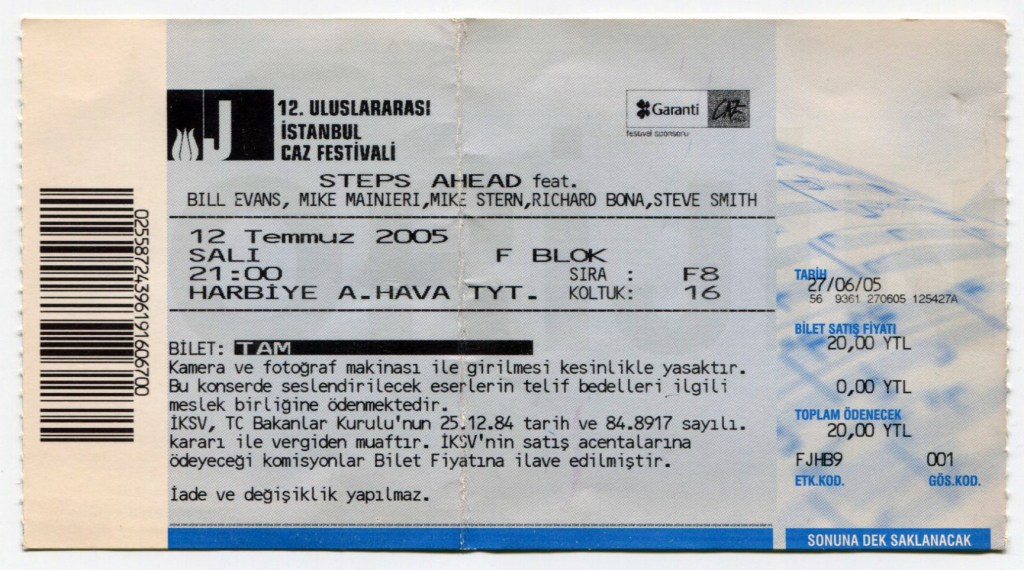 02558724396191606700
12. ULUSLARARASI
İSTANBUL
CAZ FESTİVALİ
Garanti CAZ
festival sponsoru
STEPS AHEAD feat.
BILL EVANS, MIKE MAINIERI,MIKE STERN,RICHARD BONA,STEVE SMITH
12 Temmuz 2005
SALI F BLOK
21:00 SIRA : F8
HARBİYE A.HAVA TYT. KOLTUK: 16
BİLET: TAM
Kamera ve fotoğraf makinası ile girilmesi kesinlikle yasaktır.
Bu konserde seslendirilecek eserlerin telif bedelleri ilgili
meslek birliğine ödenmektedir.
İKSV, TC Bakanlar Kurulu'nun 25.12.84 tarih ve 84.8917 sayılı.
kararı ile vergiden muaftır. İKSV'nin satış acentalarına
ödeyeceği komisyonlar Bilet Fiyatına ilave edilmiştir.
İade ve değişiklik yapılmaz.
TARİH
27/06/05
56 9361 270605 125427A
BİLET SATIŞ FİYATI
20,00 YTL
0,00 YTL
TOPLAM ÖDENECEK
20,00 YTL
FJHB9 001
ETK.KOD. GÖS.KOD.
SONUNA DEK SAKLANACAK